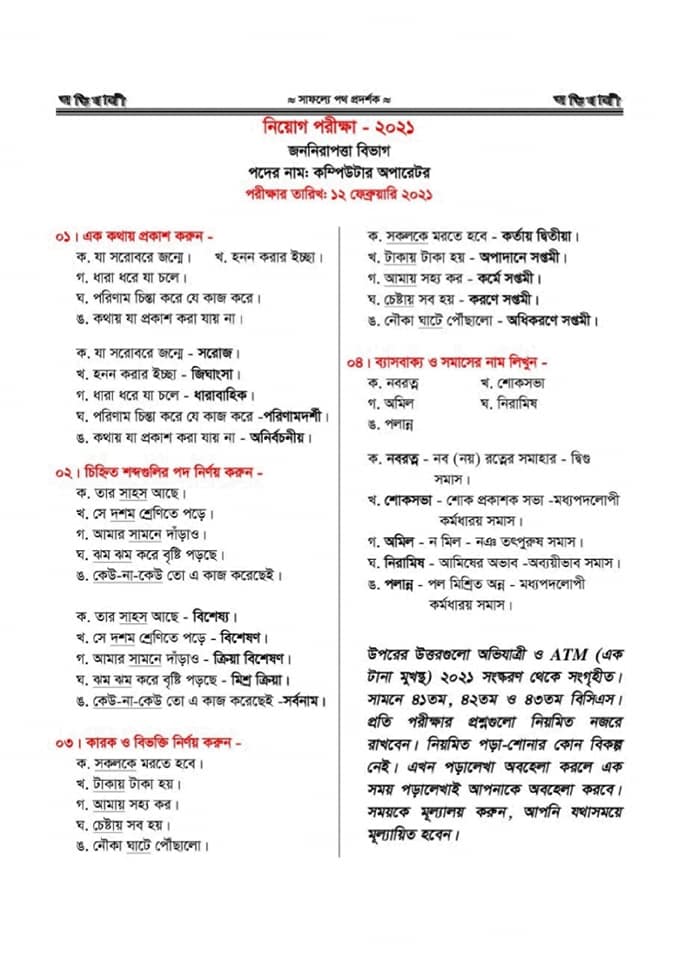 অভিযাত্রী ≈ সাফল্যে পথ প্রদর্শক ≈ অভিযাত্রী
নিয়োগ পরীক্ষা - ২০২১
জননিরাপত্তা বিভাগ
পদের নাম: কম্পিউটার অপারেটর
পরীক্ষার তারিখ: ১২ ফেব্রুয়ারি ২০২১
০১। এক কথায় প্রকাশ করুন -
ক. যা সরোবরে জন্মে। খ. হনন করার ইচ্ছা।
গ. ধারা ধরে যা চলে।
ঘ. পরিণাম চিন্তা করে যে কাজ করে।
ঙ. কথায় যা প্রকাশ করা যায় না।
ক. যা সরোবরে জন্মে - সরোজ।
খ. হনন করার ইচ্ছা - জিঘাংসা।
গ. ধারা ধরে যা চলে - ধারাবাহিক।
ঘ. পরিণাম চিন্তা করে যে কাজ করে -পরিণামদর্শী।
ঙ. কথায় যা প্রকাশ করা যায় না - অনির্বচনীয়।
০২। চিহ্নিত শব্দগুলির পদ নির্ণয় করুন -
ক. তার সাহস আছে।
খ. সে দশম শ্রেণিতে পড়ে।
গ. আমার সামনে দাঁড়াও।
ঘ. ঝম ঝম করে বৃষ্টি পড়ছে।
ঙ. কেউ-না-কেউ তো এ কাজ করেছেই।
ক. তার সাহস আছে - বিশেষ্য।
খ. সে দশম শ্রেণিতে পড়ে - বিশেষণ।
গ. আমার সামনে দাঁড়াও - ক্রিয়া বিশেষণ।
ঘ. ঝম ঝম করে বৃষ্টি পড়ছে - মিশ্র ক্রিয়া।
ঙ. কেউ-না-কেউ তো এ কাজ করেছেই -সর্বনাম।
০৩। কারক ও বিভক্তি নির্ণয় করুন -
ক. সকলকে মরতে হবে।
খ. টাকায় টাকা হয়।
গ. আমায় সহ্য কর।
ঘ. চেষ্টায় সব হয়।
ঙ. নৌকা ঘাটে পৌঁছালো।
ক. সকলকে মরতে হবে - কর্তায় দ্বিতীয়া।
খ. টাকায় টাকা হয় - অপাদানে সপ্তমী।
গ. আমায় সহ্য কর - কর্মে সপ্তমী।
ঘ. চেষ্টায় সব হয় - করণে সপ্তমী।
ঙ. নৌকা ঘাটে পৌঁছালো - অধিকরণে সপ্তমী।
০৪। ব্যাসবাক্য ও সমাসের নাম লিখুন -
ক. নবরত্ন খ. শোকসভা
গ. অমিল ঘ. নিরামিষ
ঙ. পলান্ন
ক. নবরত্ন - নব (নয়) রত্নের সমাহার - দ্বিগু
সমাস।
খ. শোকসভা - শোক প্রকাশক সভা -মধ্যপদলোপী
কর্মধারয় সমাস।
গ. অমিল - ন মিল - নঞ তৎপুরুষ সমাস।
ঘ. নিরামিষ - আমিষের অভাব -অব্যয়ীভাব সমাস।
ঙ. পলান্ন - পল মিশ্রিত অন্ন - মধ্যপদলোপী
কর্মধারয় সমাস।
উপরের উত্তরগুলো অভিযাত্রী ও ATM (এক
টানা মুখস্থ) ২০২১ সংস্করণ থেকে সংগৃহীত।
সামনে ৪১তম, ৪২তম ও ৪৩তম বিসিএস।
প্রতি পরীক্ষার প্রশ্নগুলো নিয়মিত নজরে
রাখবেন। নিয়মিত পড়া-শোনার কোন বিকল্প
নেই। এখন পড়ালেখা অবহেলা করলে এক
সময় পড়ালেখাই আপনাকে অবহেলা করবে।
সময়কে মূল্যালয় করুন, আপনি যথাসময়ে
মূল্যায়িত হবেন।